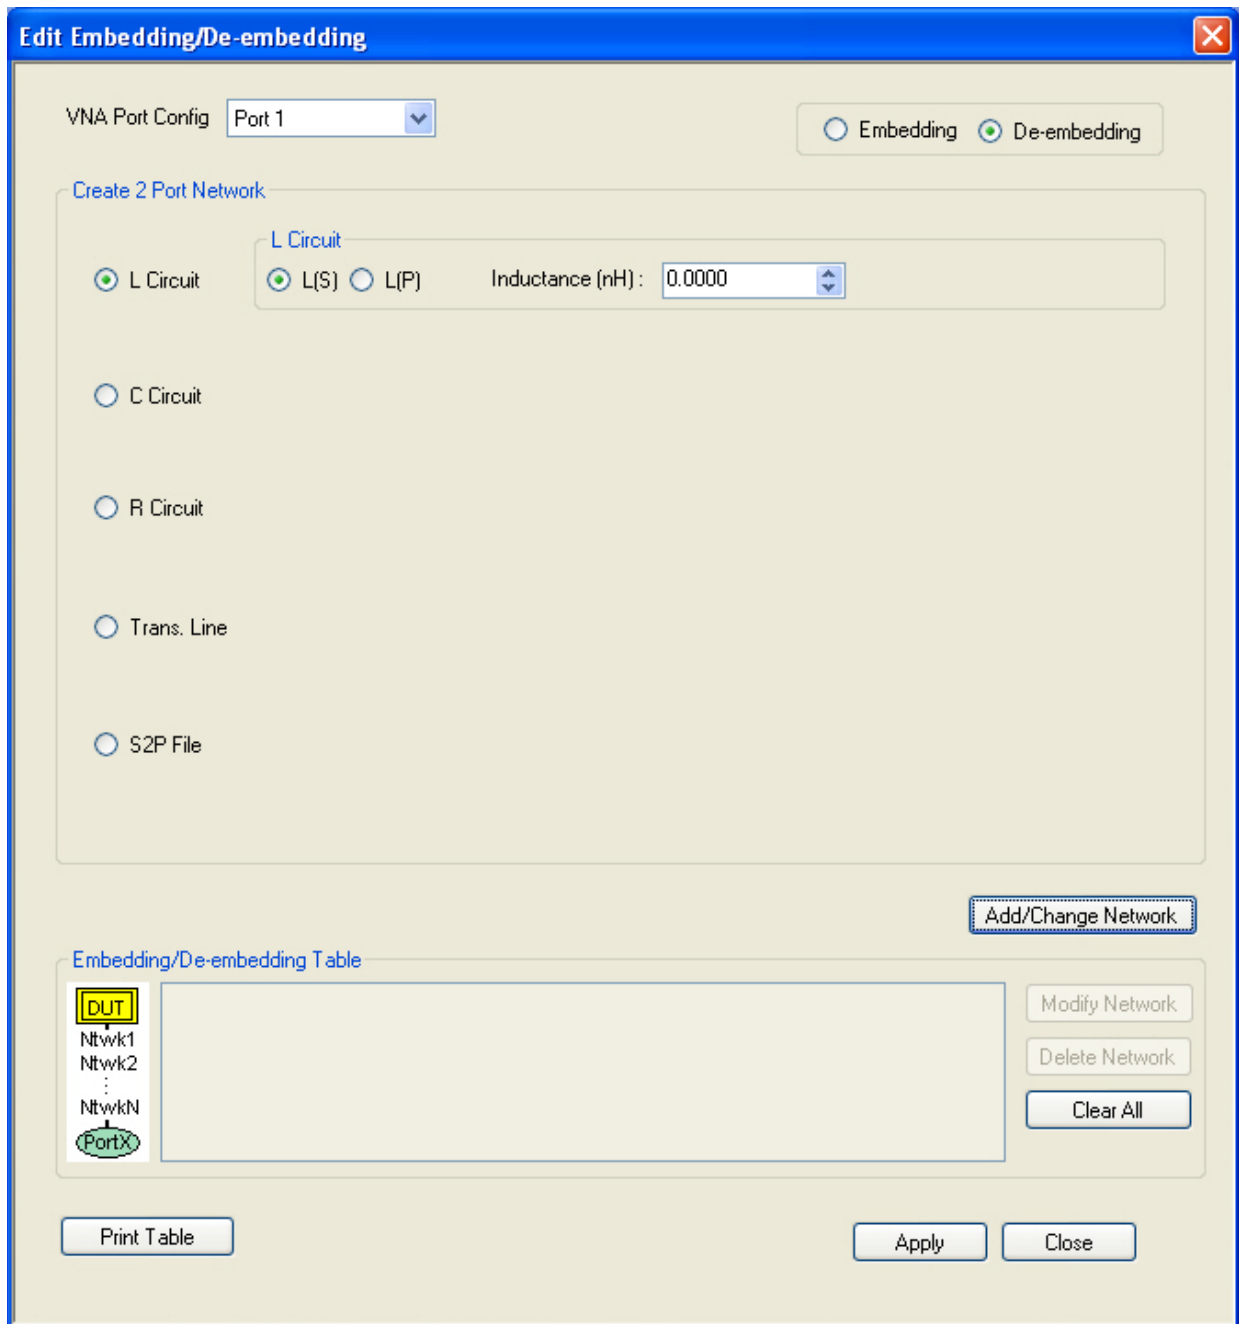 Edit Embedding/De-embedding
VNA Port Config Port 1
Embedding De-embedding
Create 2 Port Network
L Circuit
L Circuit L(S) L(P) Inductance (nH) : 0.0000
C Circuit
R Circuit
Trans. Line
S2P File
Add/Change Network
Embedding/De-embedding Table
DUT
Ntwk1
Ntwk2
:
NtwkN
PortX
Modify Network
Delete Network
Clear All
Print Table
Apply Close